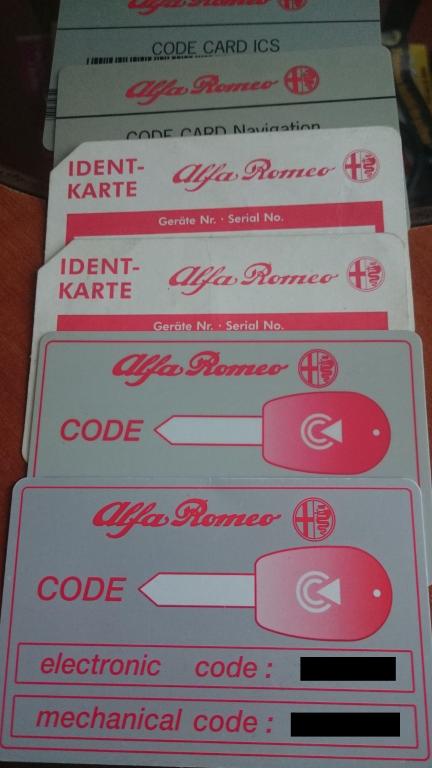 Alfa Romeo
CODE CARD ICS
Alfa Romeo
CODE CARD Navigation
IDENT-
KARTE
Alfa Romeo
Geräte Nr. · Serial No.
IDENT-
KARTE
Alfa Romeo
Geräte Nr. · Serial No.
Alfa Romeo
CODE
Alfa Romeo
CODE
electronic code :
mechanical code :